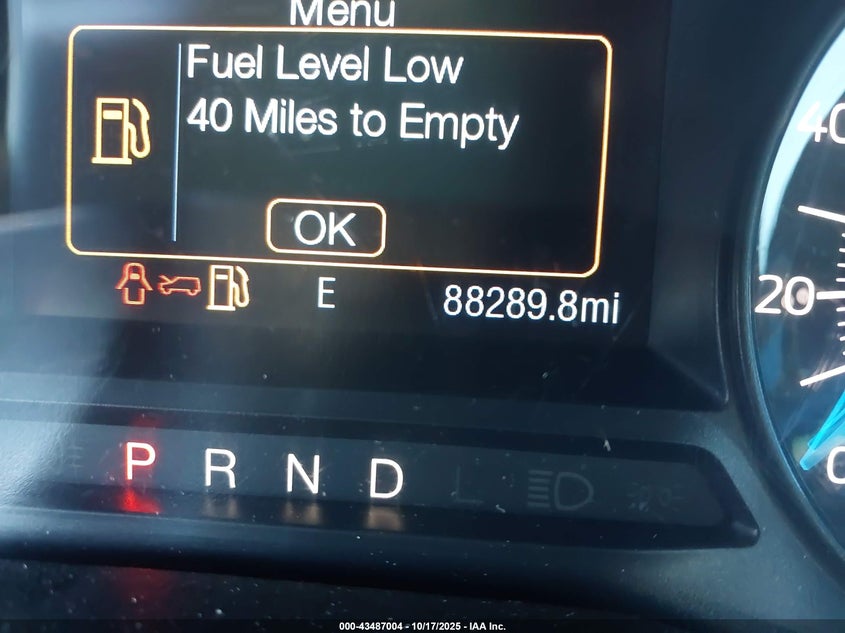 Menu
Fuel Level Low
40 Miles to Empty
OK
E
88289.8mi
40
20
0
P R N D L
000-43487004 - 10/17/2025 - IAA Inc.